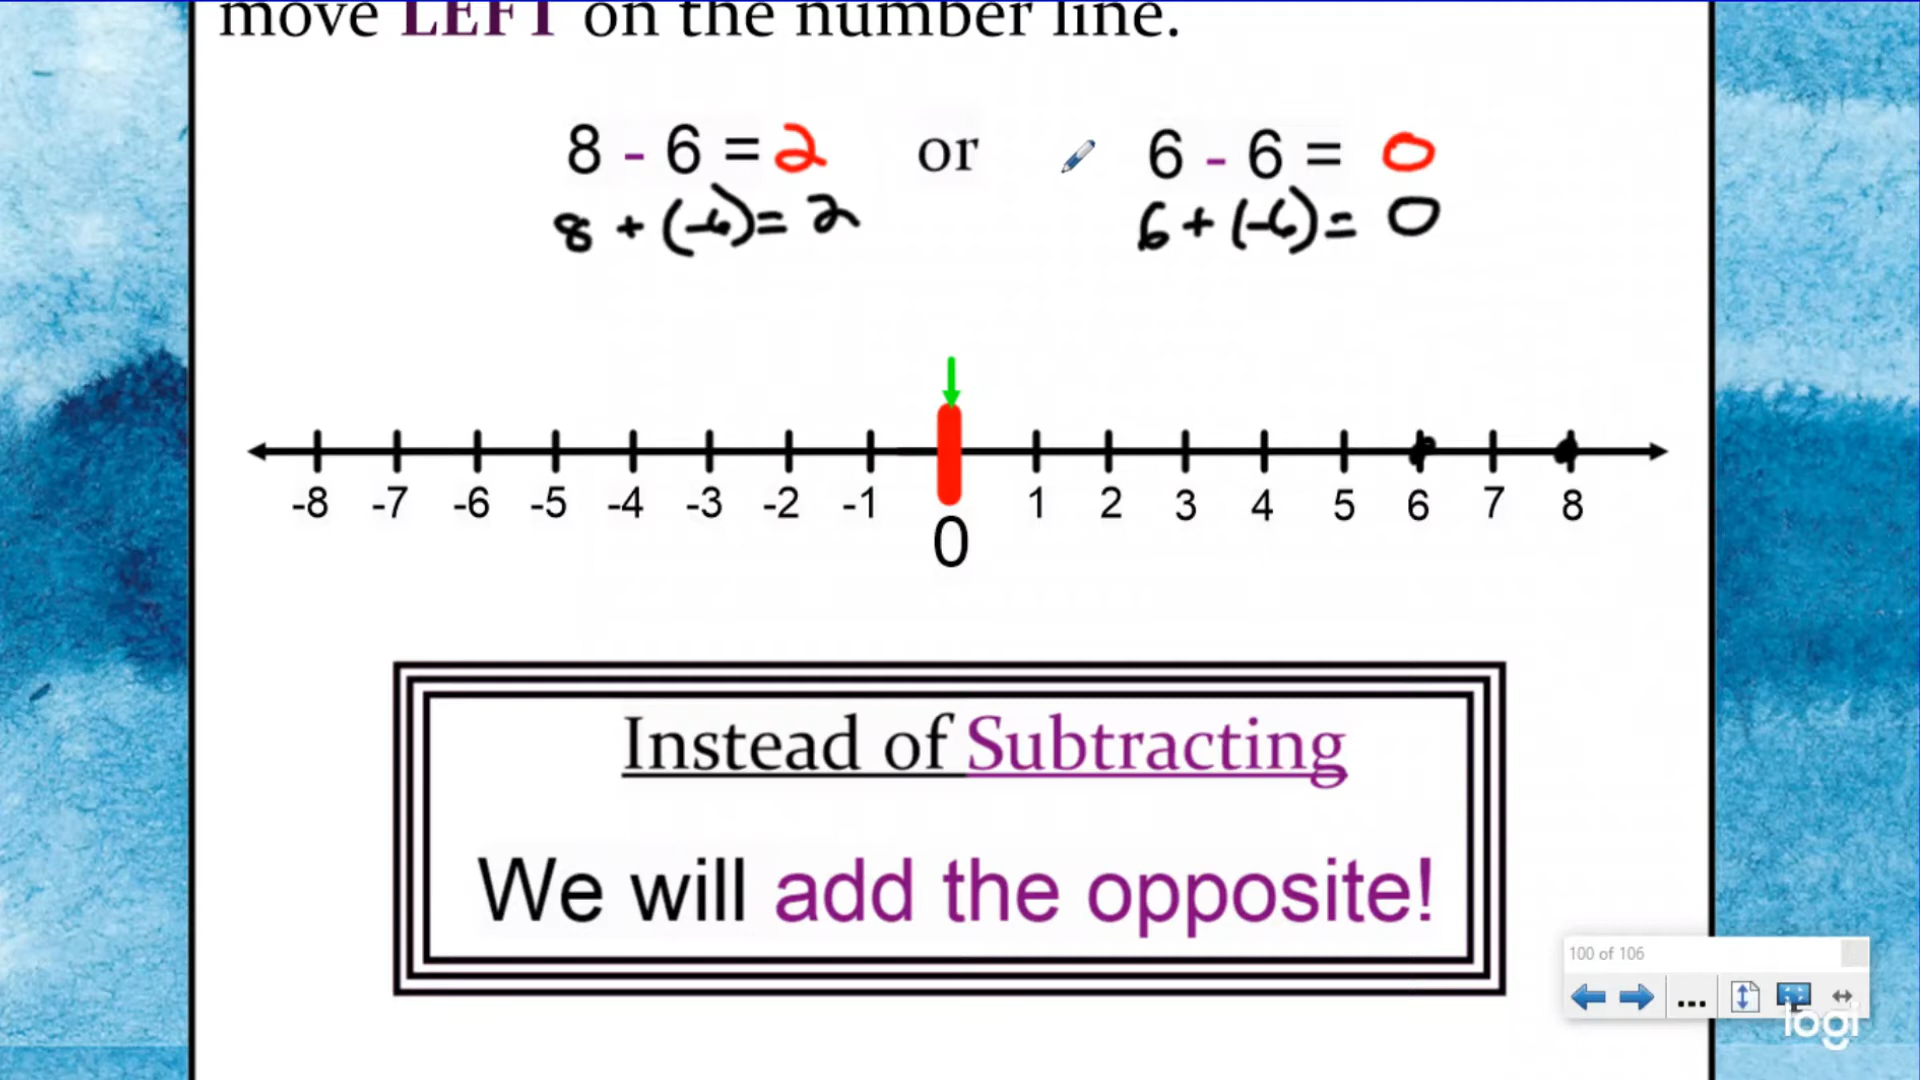 move LEFT on the number line.
8 - 6 = 2 or 6 - 6 = 0
8 + (-6) = 2 6 + (-6) = 0
-8 -7 -6 -5 -4 -3 -2 -1 0 1 2 3 4 5 6 7 8
Instead of Subtracting
We will add the opposite!
100 of 106
...
logi